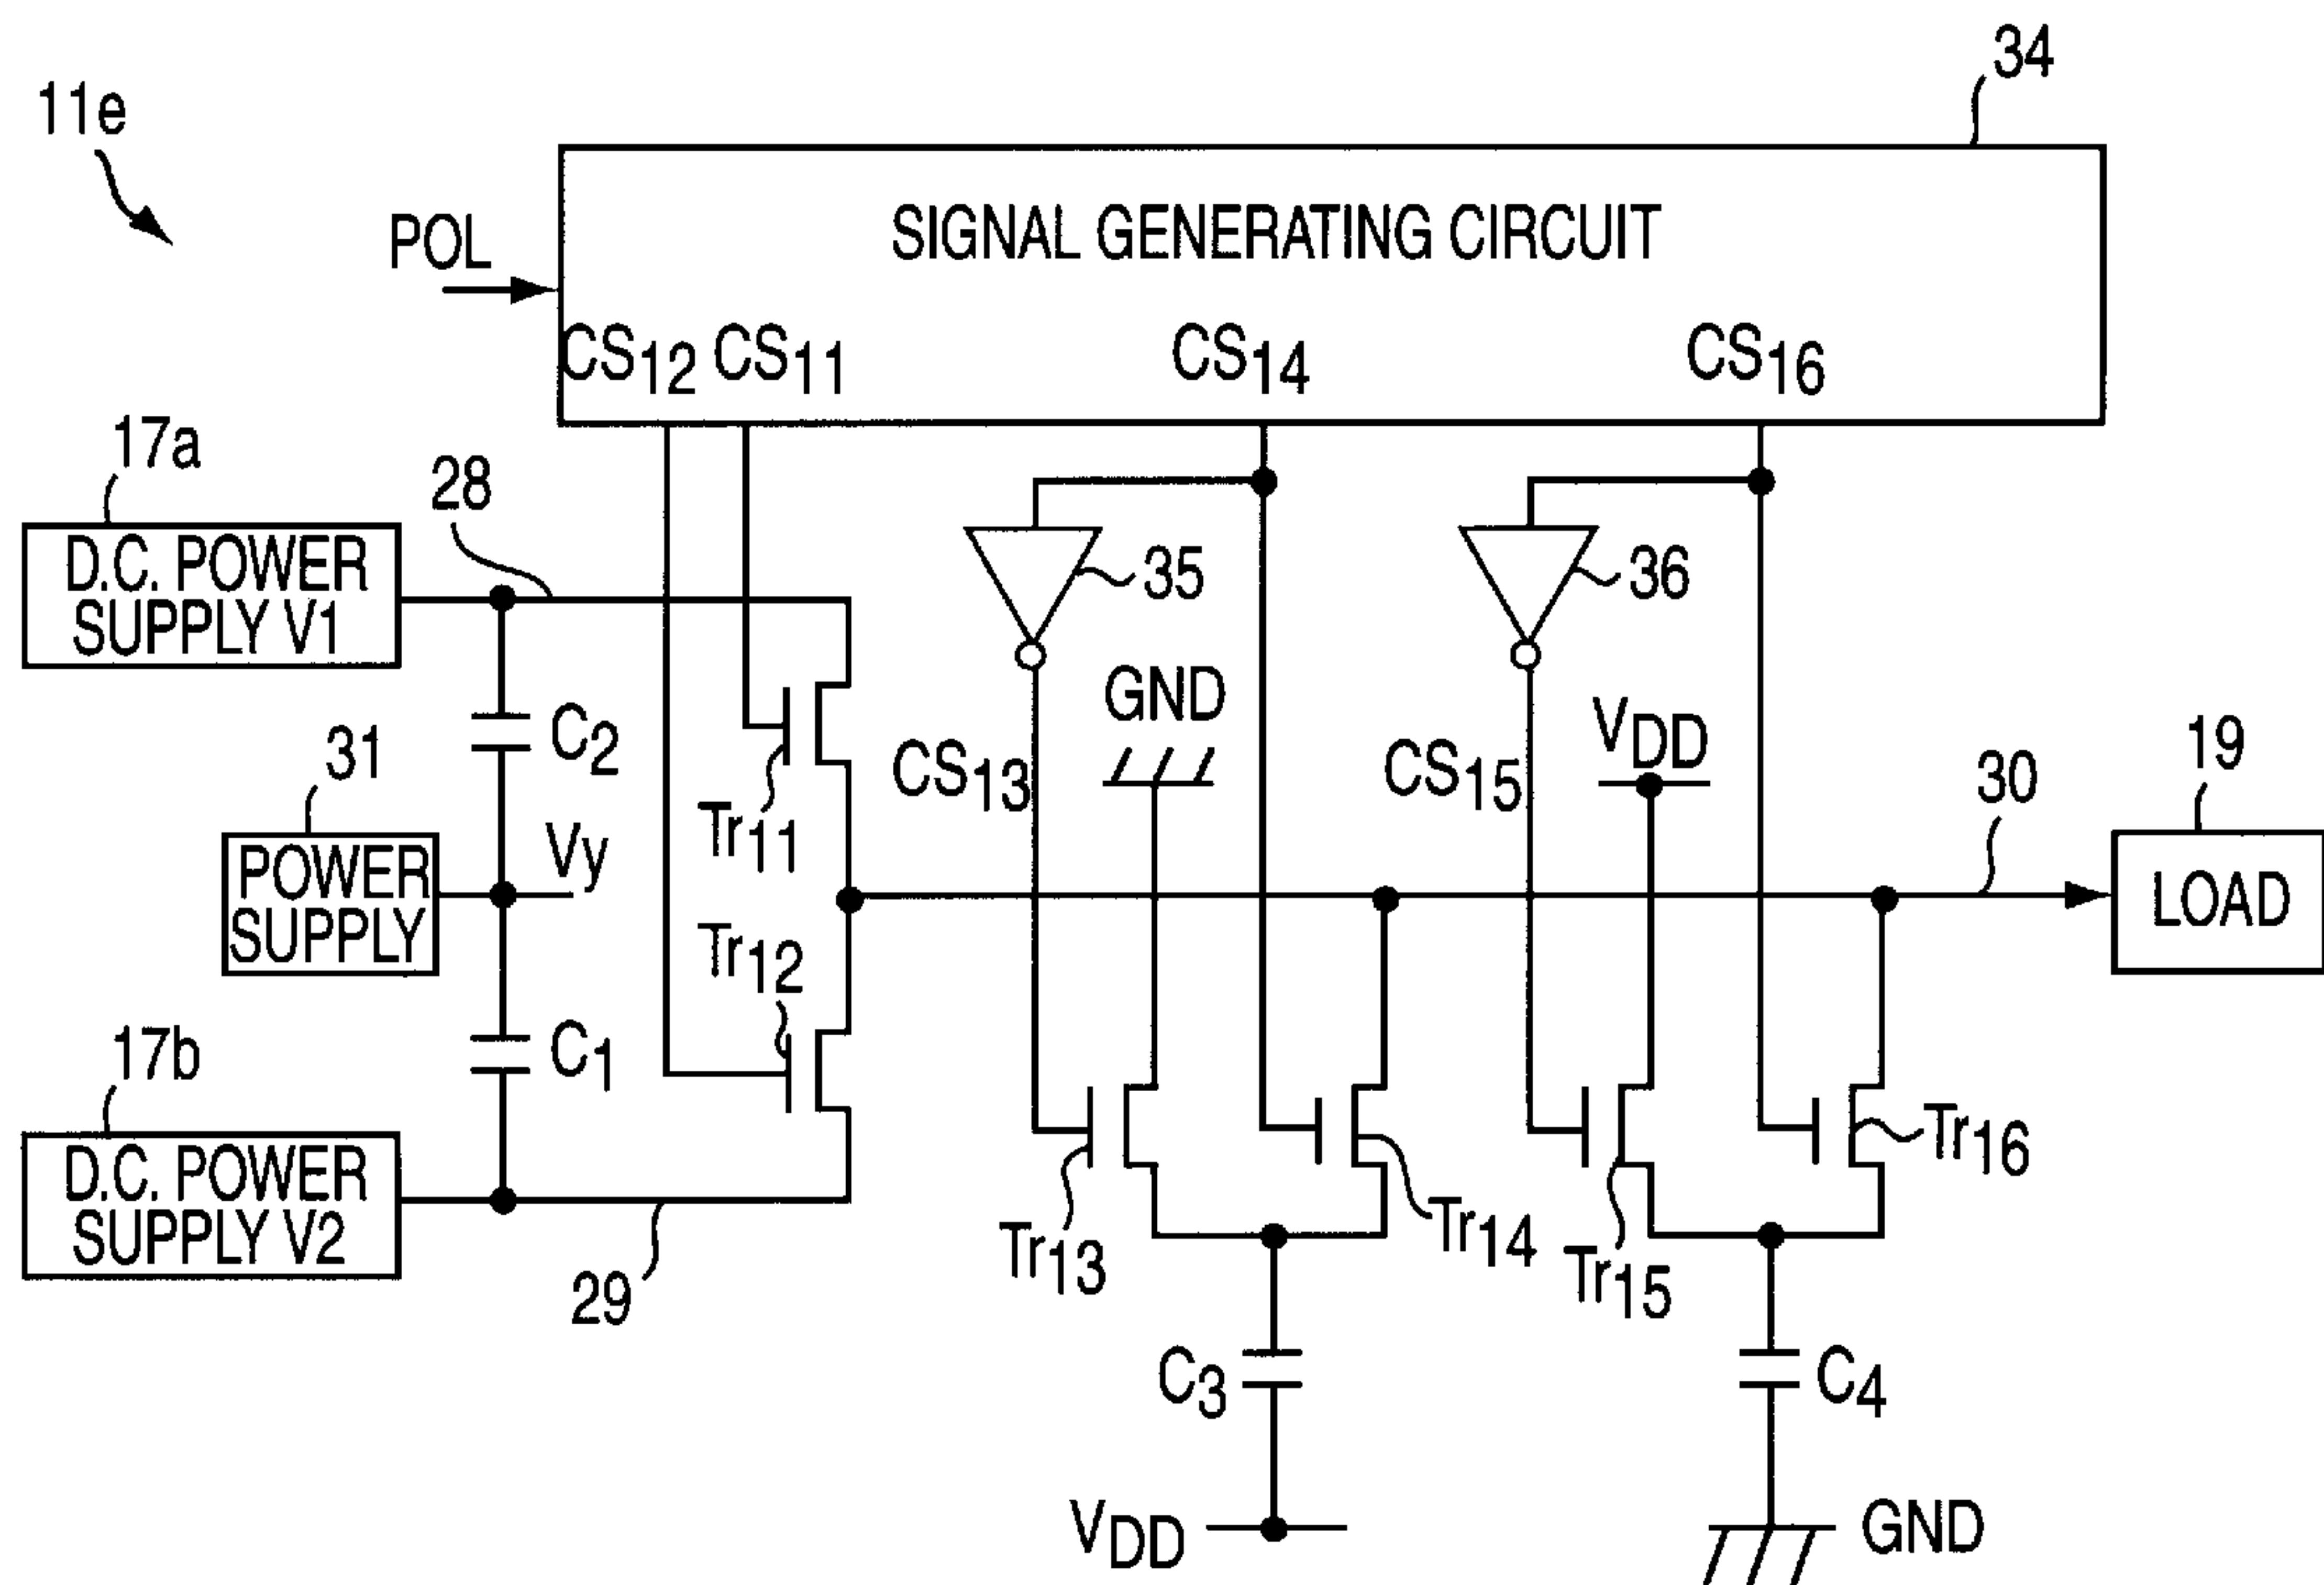 34
11e
POL
SIGNAL GENERATING CIRCUIT
CS12 CS11 CS14 CS16
17a
28
D.C. POWER
SUPPLY V1
35
36
GND
VDD
C2
31
CS13
CS15
19
30
Tr11
Vy
POWER
SUPPLY
LOAD
Tr12
17b
C1
D.C. POWER
SUPPLY V2
Tr16
Tr13
Tr14
Tr15
29
C3
C4
VDD
GND